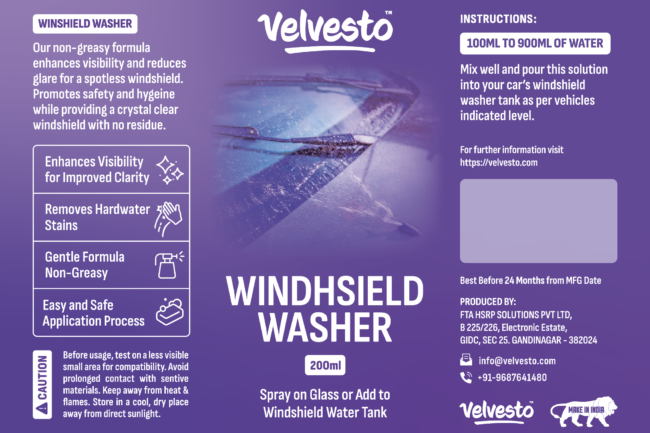 WINSHIELD WASHER
Our non-greasy formula
enhances visibility and reduces
glare for a spotless windshield.
Promotes safety and hygeine
while providing a crystal clear
windshield with no residue.
Enhances Visibility
for Improved Clarity
Removes Hardwater
Stains
Gentle Formula
Non-Greasy
Easy and Safe
Application Process
CAUTION
Before usage, test on a less visible
small area for compatibility. Avoid
prolonged contact with sentive
materials. Keep away from heat &
flames. Store in a cool, dry place
away from direct sunlight.
Velvesto™
WINDHSIELD
WASHER
200ml
Spray on Glass or Add to
Windshield Water Tank
INSTRUCTIONS:
100ML TO 900ML OF WATER
Mix well and pour this solution
into your car's windshield
washer tank as per vehicles
indicated level.
For further information visit
https://velvesto.com
Best Before 24 Months from MFG Date
PRODUCED BY:
FTA HSRP SOLUTIONS PVT LTD,
B 225/226, Electronic Estate,
GIDC, SEC 25. GANDINAGAR - 382024
info@velvesto.com
+91-9687641480
Velvesto™
MAKE IN INDIA